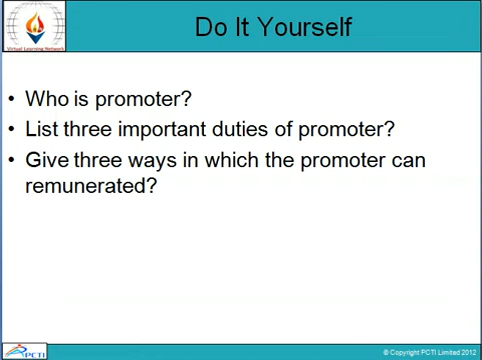 Virtual Learning Network
Do It Yourself
• Who is promoter?
• List three important duties of promoter?
• Give three ways in which the promoter can
remunerated?
PCTI
© Copyright PCTI Limited 2012